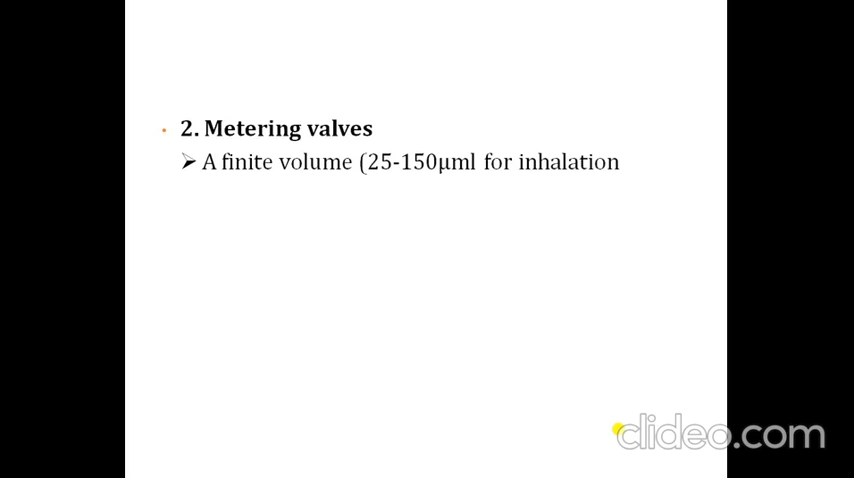 • 2. Metering valves
➢ A finite volume (25-150μml for inhalation
clideo.com